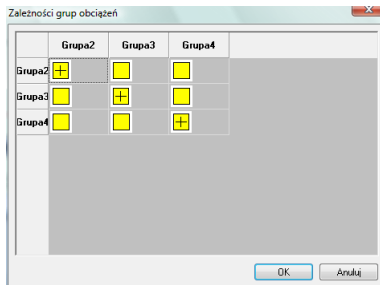 Zależności grup obciążeń
Grupa2 Grupa3 Grupa4
Grupa2
Grupa3
Grupa4
OK Anuluj